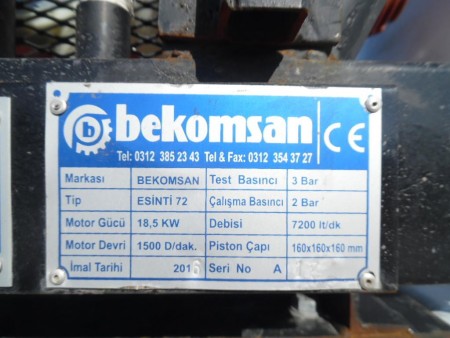 b bekomsan CE
Tel: 0312 385 23 43 Tel & Fax: 0312 354 37 27
Markası BEKOMSAN Test Basıncı 3 Bar
Tip ESİNTİ 72 Çalışma Basıncı 2 Bar
Motor Gücü 18,5 KW Debisi 7200 lt/dk
Motor Devri 1500 D/dak. Piston Çapı 160x160x160 mm
İmal Tarihi Seri No A